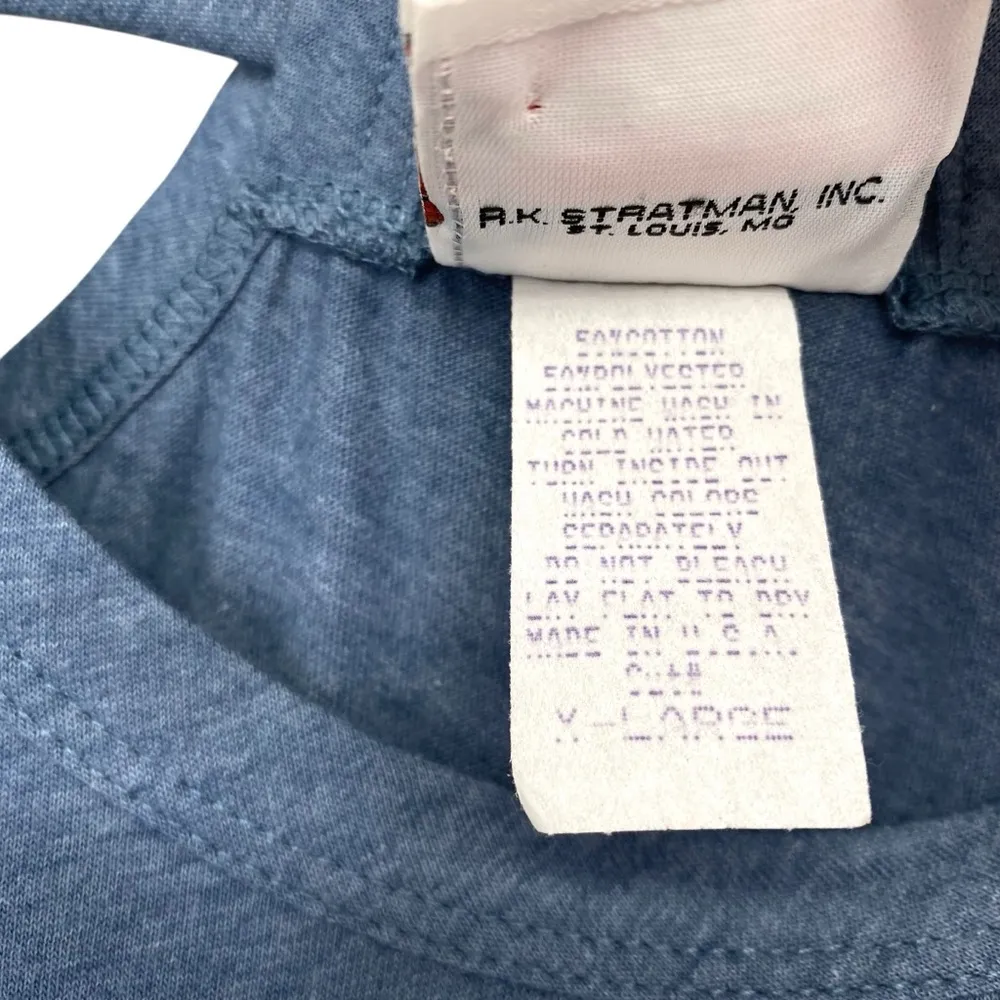 R.K. STRATMAN, INC.
ST. LOUIS, MO
50%COTTON
50%POLYESTER
MACHINE WASH IN
COLD WATER
TURN INSIDE OUT
WASH COLORS
SEPARATELY
DO NOT BLEACH
LAY FLAT TO DRY
MADE IN U.S.A.
X-LARGE